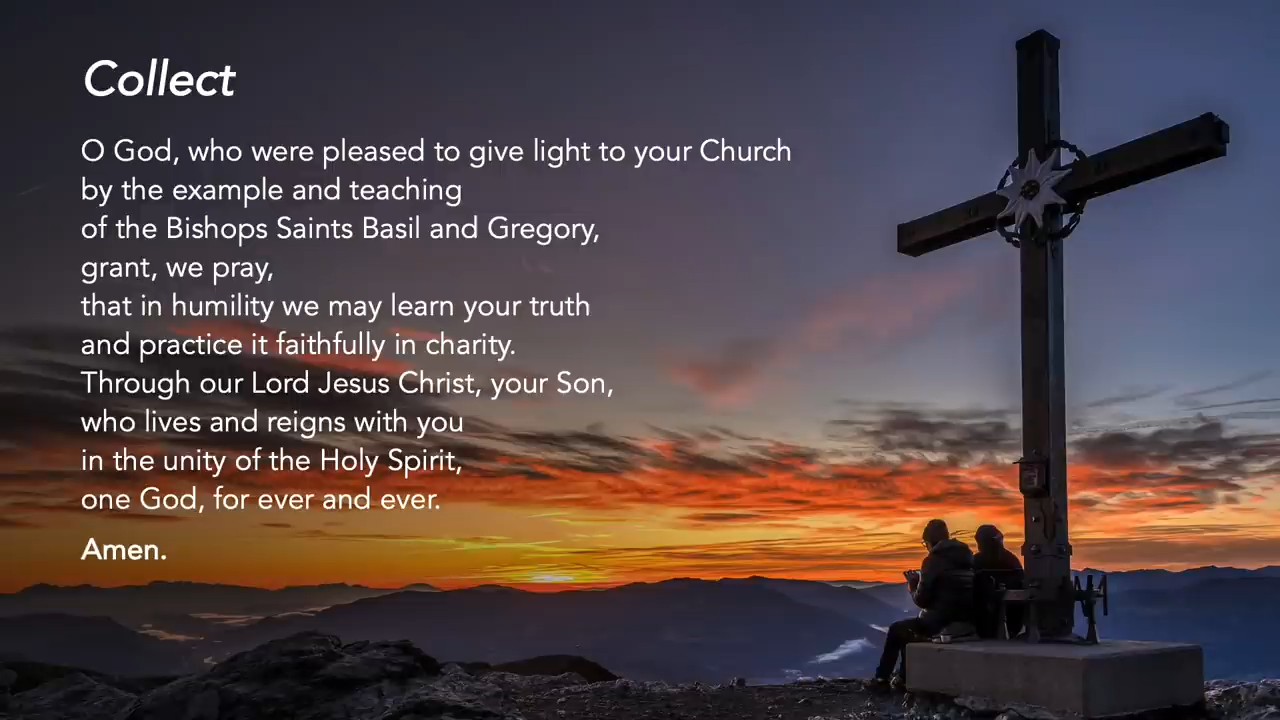 Collect
O God, who were pleased to give light to your Church
by the example and teaching
of the Bishops Saints Basil and Gregory,
grant, we pray,
that in humility we may learn your truth
and practice it faithfully in charity.
Through our Lord Jesus Christ, your Son,
who lives and reigns with you
in the unity of the Holy Spirit,
one God, for ever and ever.
Amen.